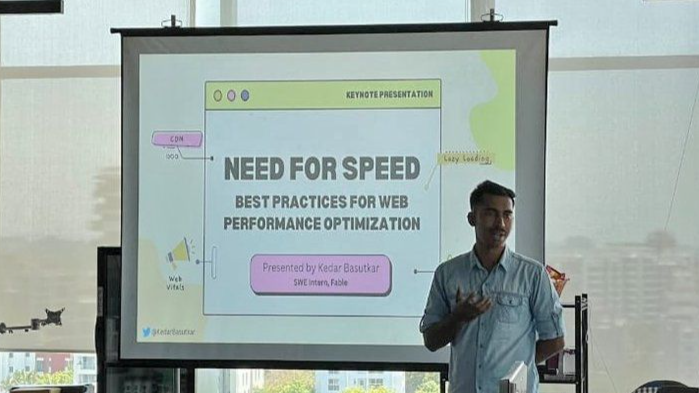 KEYNOTE PRESENTATION
CDN
NEED FOR SPEED
Lazy Loading
BEST PRACTICES FOR WEB
PERFORMANCE OPTIMIZATION
Presented by Kedar Basutkar
SWE Intern, Fable
Web
Vitals
@KedarBasutkar